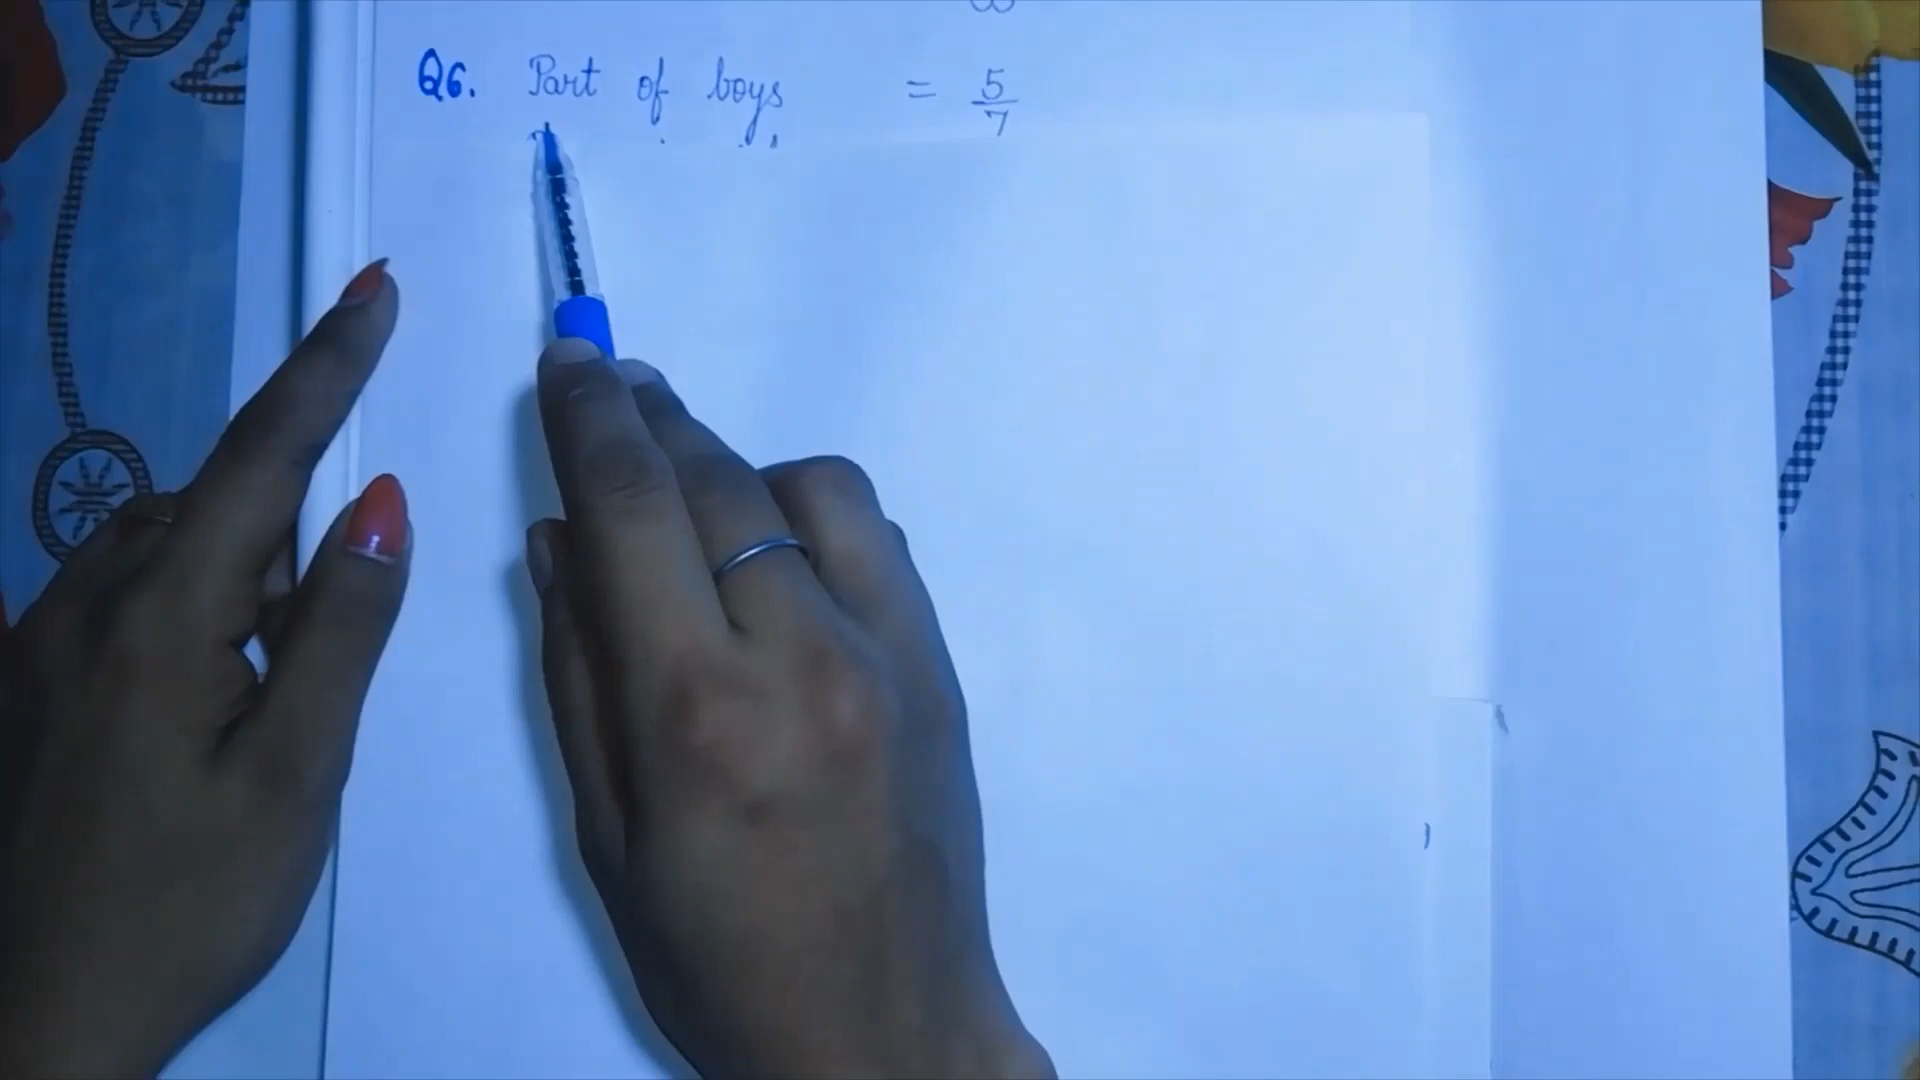 Q6. Part of boys = 5/7